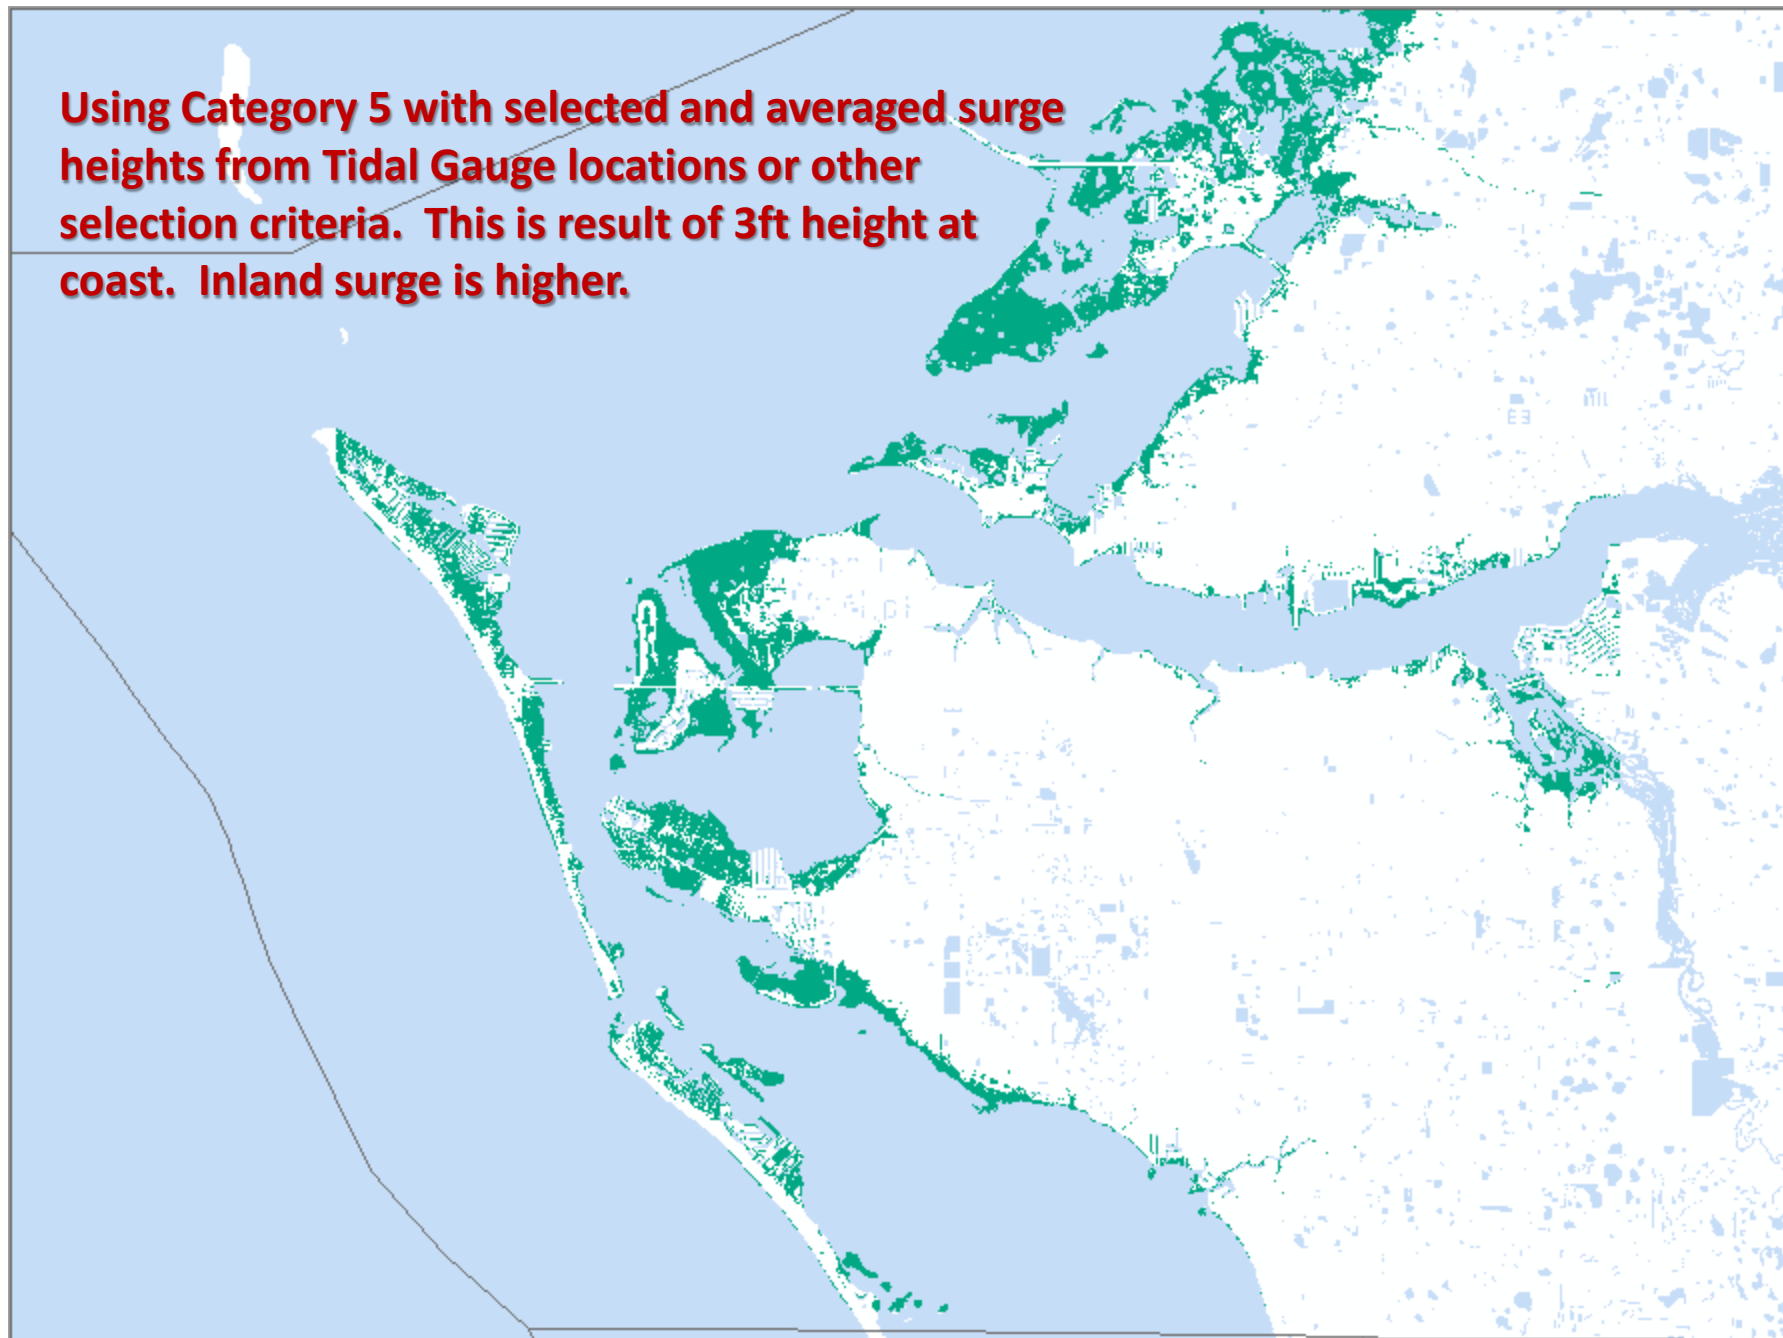 Using Category 5 with selected and averaged surge
heights from Tidal Gauge locations or other
selection criteria.  This is result of 3ft height at
coast.  Inland surge is higher.